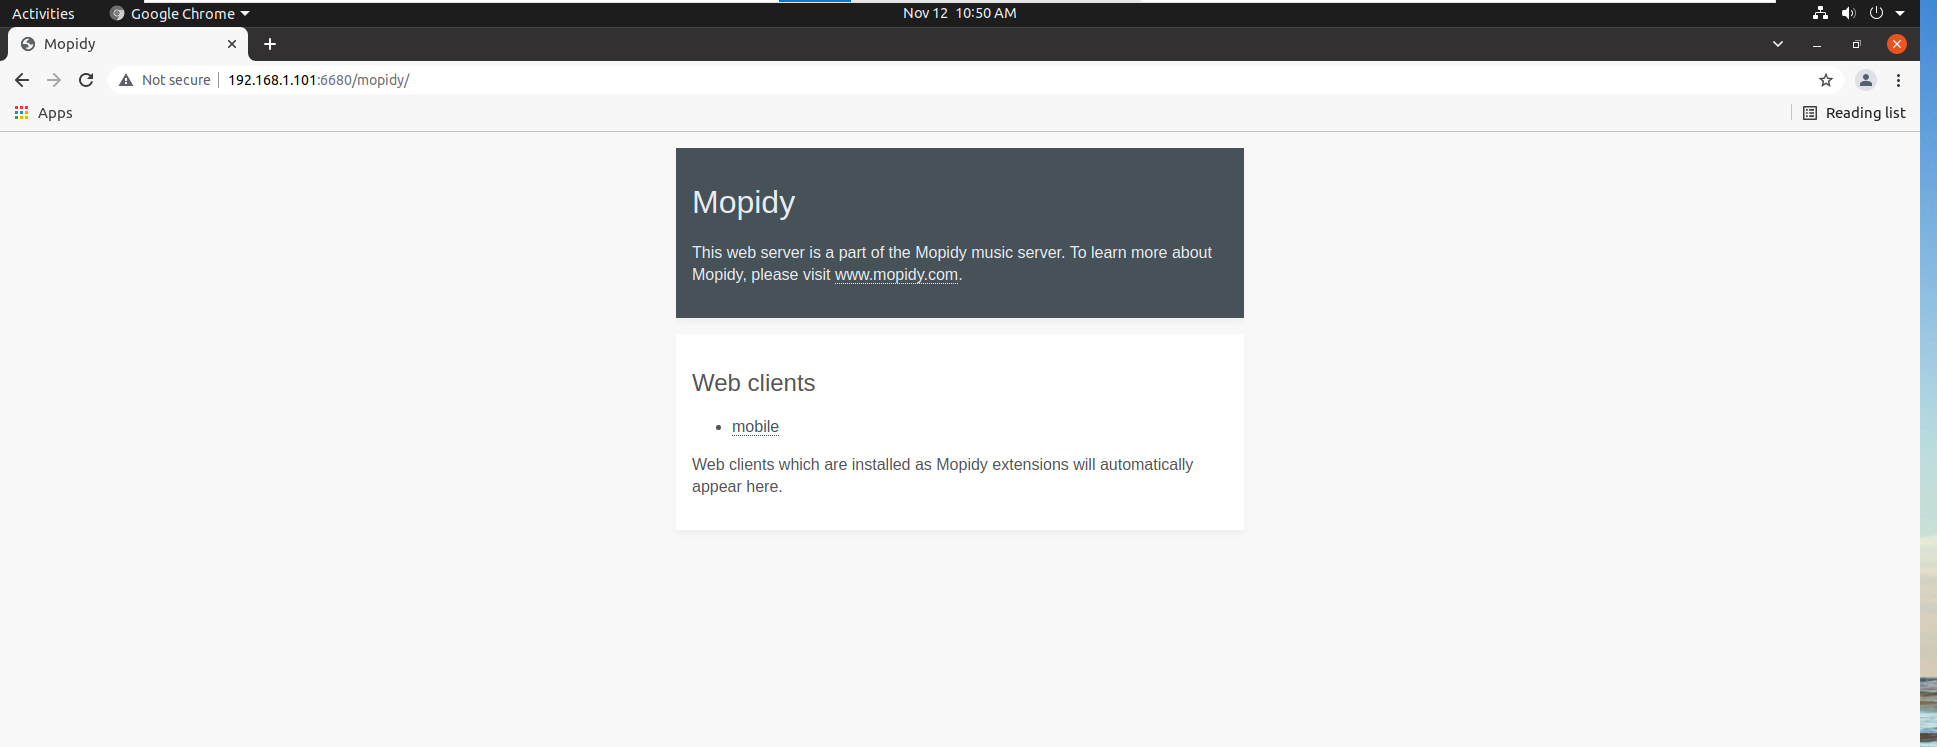 Activities Google Chrome Nov 12 10:50 AM
Mopidy
Not secure 192.168.1.101:6680/mopidy/
Apps Reading list
Mopidy
This web server is a part of the Mopidy music server. To learn more about
Mopidy, please visit www.mopidy.com.
Web clients
• mobile
Web clients which are installed as Mopidy extensions will automatically
appear here.